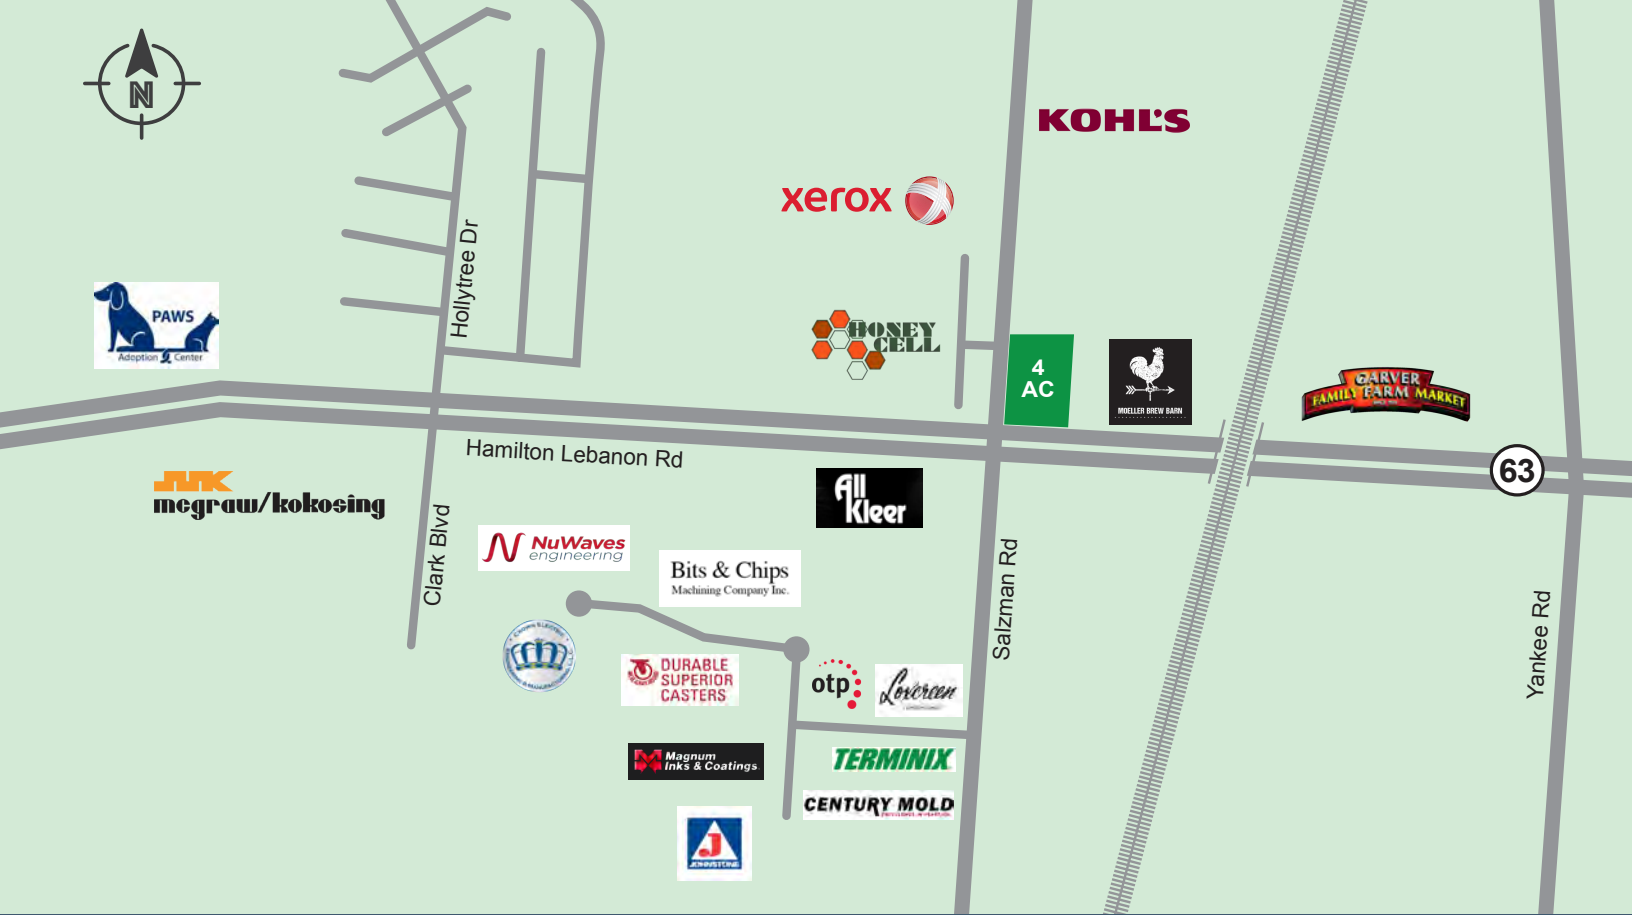 N
KOHL'S
xerox
Hollytree Dr
PAWS
Adoption & Center
HONEY
CELL
4
AC
MOELLER BREW BARN
GARVER
FAMILY FARM MARKET
Hamilton Lebanon Rd
63
mcgraw/kokosing
All
Kleer
Clark Blvd
NuWaves
engineering
Bits & Chips
Machining Company Inc.
Salzman Rd
Yankee Rd
DURABLE
SUPERIOR
CASTERS
otp
Lovcreen
Magnum
Inks & Coatings
TERMINIX
CENTURY MOLD
J
JOHNSTONE